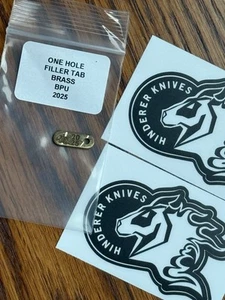 ONE HOLE
FILLER TAB
BRASS
BPU
2025
HINDERER KNIVES
HINDERER KNIVES